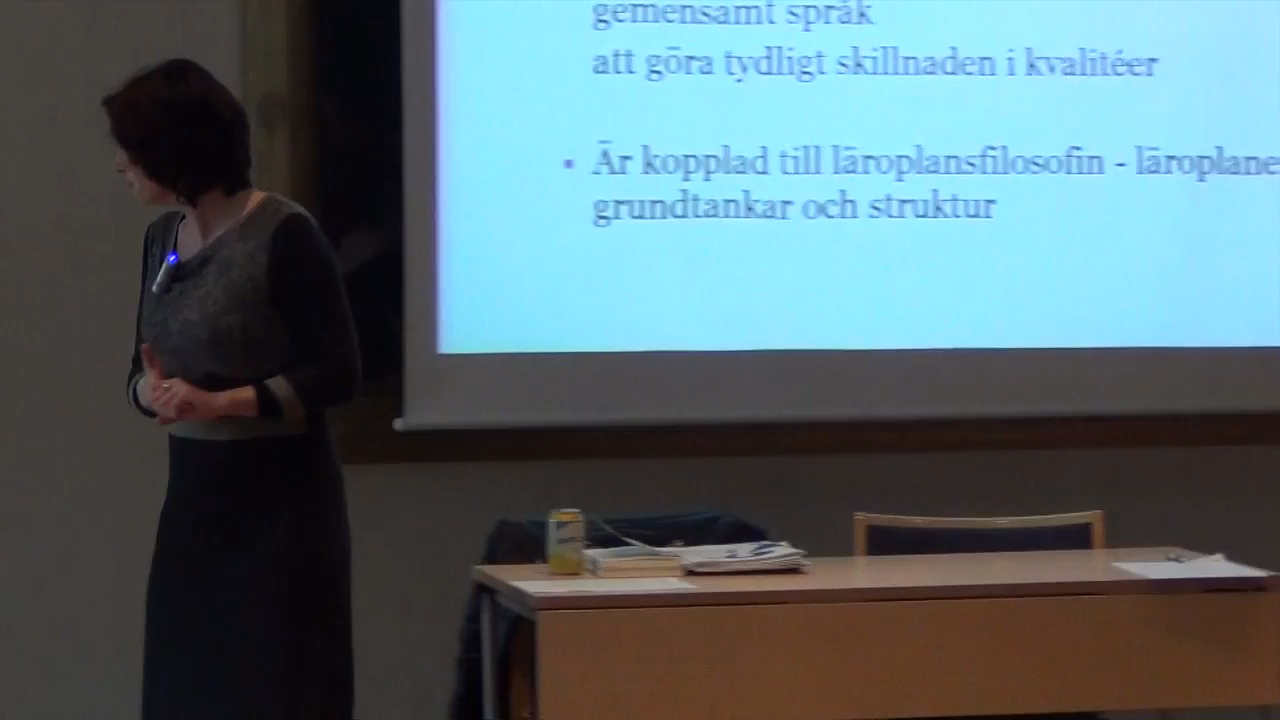 gemensamt språk
att göra tydligt skillnaden i kvalitéer
• Är kopplad till läroplansfilosofin - läroplane
grundtankar och struktur